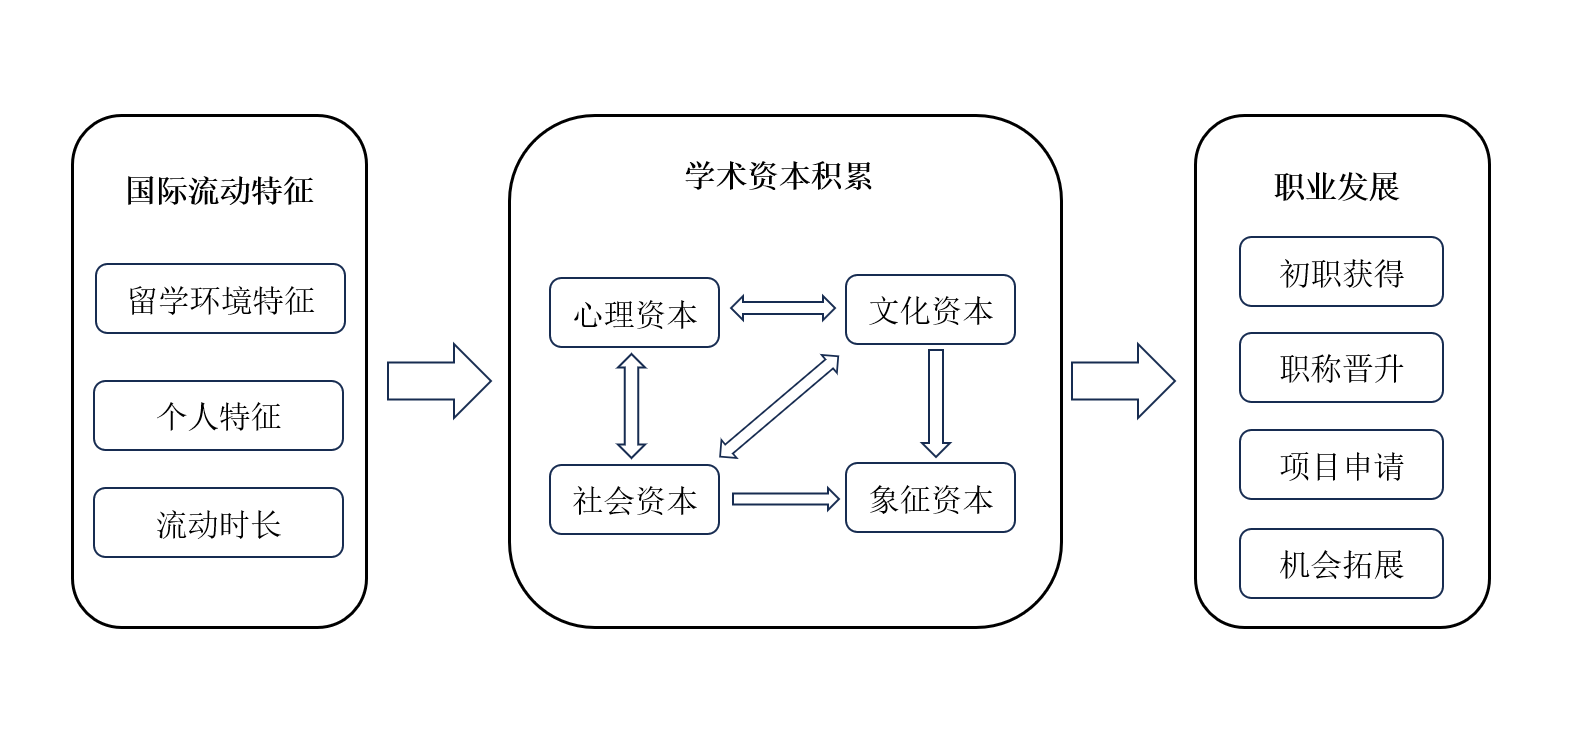 国际流动特征
留学环境特征
个人特征
流动时长
学术资本积累
心理资本
文化资本
社会资本
象征资本
职业发展
初职获得
职称晋升
项目申请
机会拓展